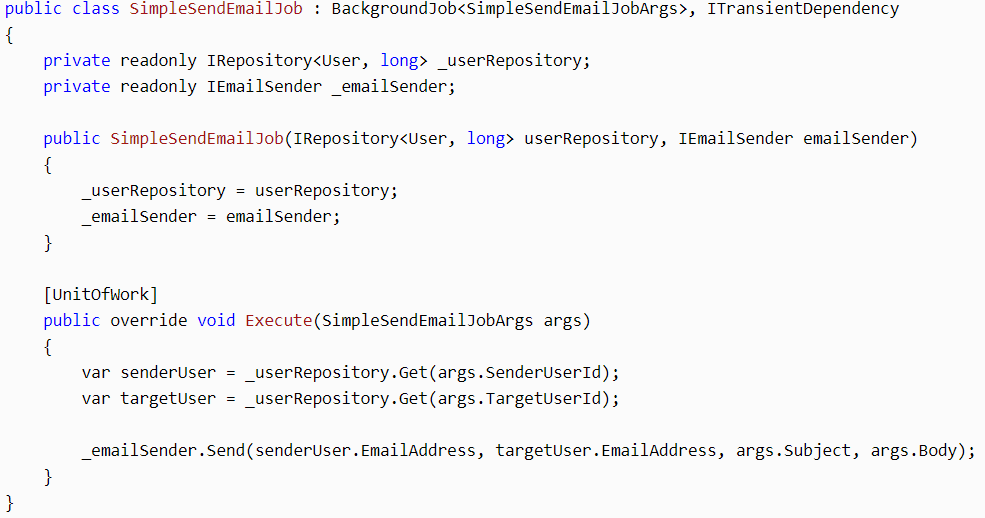 public class SimpleSendEmailJob : BackgroundJob<SimpleSendEmailJobArgs>, ITransientDependency
{
    private readonly IRepository<User, long> _userRepository;
    private readonly IEmailSender _emailSender;

    public SimpleSendEmailJob(IRepository<User, long> userRepository, IEmailSender emailSender)
    {
        _userRepository = userRepository;
        _emailSender = emailSender;
    }

    [UnitOfWork]
    public override void Execute(SimpleSendEmailJobArgs args)
    {
        var senderUser = _userRepository.Get(args.SenderUserId);
        var targetUser = _userRepository.Get(args.TargetUserId);

        _emailSender.Send(senderUser.EmailAddress, targetUser.EmailAddress, args.Subject, args.Body);
    }
}